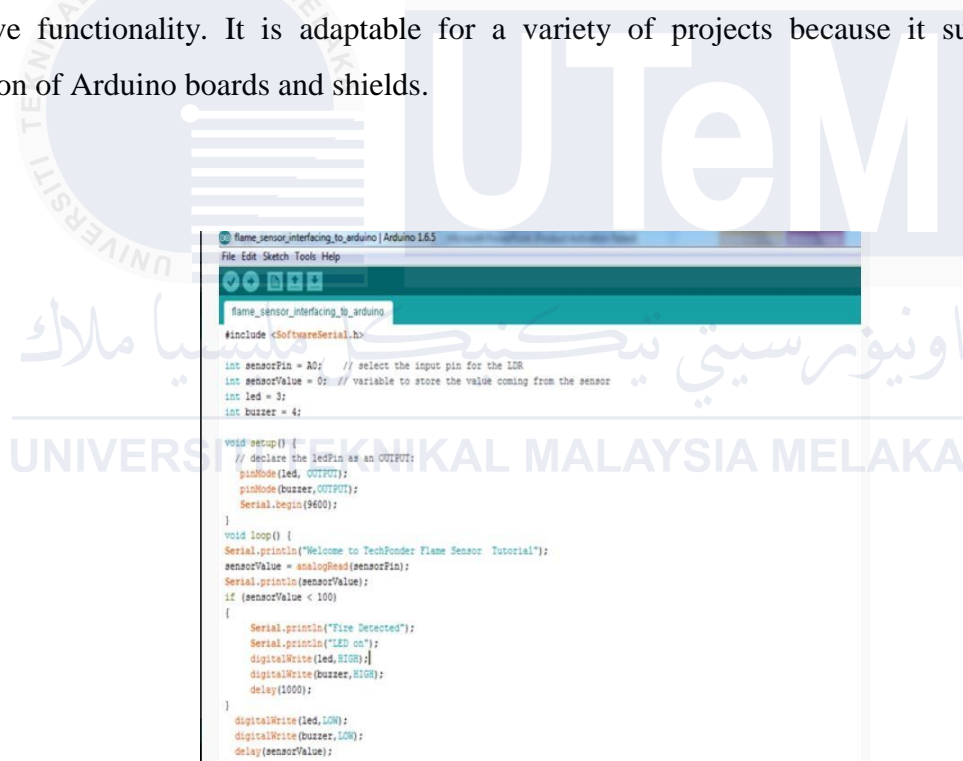 ve functionality. It is adaptable for a variety of projects because it su
on of Arduino boards and shields.
UTeM
flame_sensor_interfacing_to_arduino | Arduino 1.6.5
File Edit Sketch Tools Help
flame_sensor_interfacing_to_arduino
#include <SoftwareSerial.h>
int sensorPin = A0; // select the input pin for the LDR
int sensorValue = 0; // variable to store the value coming from the sensor
int led = 3;
int buzzer = 4;
void setup() {
// declare the ledPin as an OUTPUT:
pinMode(led, OUTPUT);
pinMode(buzzer,OUTPUT);
Serial.begin(9600);
}
void loop() {
Serial.println("Welcome to TechPonder Flame Sensor Tutorial");
sensorValue = analogRead(sensorPin);
Serial.println(sensorValue);
if (sensorValue < 100)
{
Serial.println("Fire Detected");
Serial.println("LED on");
digitalWrite(led,HIGH);
digitalWrite(buzzer,HIGH);
delay(1000);
}
digitalWrite(led,LOW);
digitalWrite(buzzer,LOW);
delay(sensorValue);
اونيۏرسيتي تيكنيكل مليسيا ملاك
UNIVERSITI TEKNIKAL MALAYSIA MELAKA